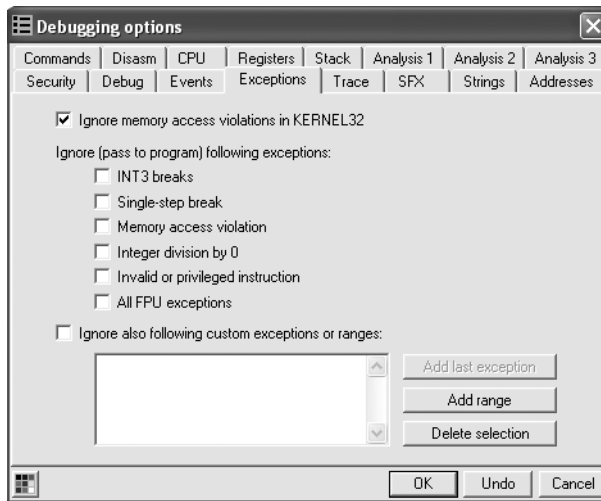 Debugging options
Commands Disasm CPU Registers Stack Analysis 1 Analysis 2 Analysis 3
Security Debug Events Exceptions Trace SFX Strings Addresses
Ignore memory access violations in KERNEL32
Ignore (pass to program) following exceptions:
INT3 breaks
Single-step break
Memory access violation
Integer division by 0
Invalid or privileged instruction
All FPU exceptions
Ignore also following custom exceptions or ranges:
Add last exception
Add range
Delete selection
OK Undo Cancel